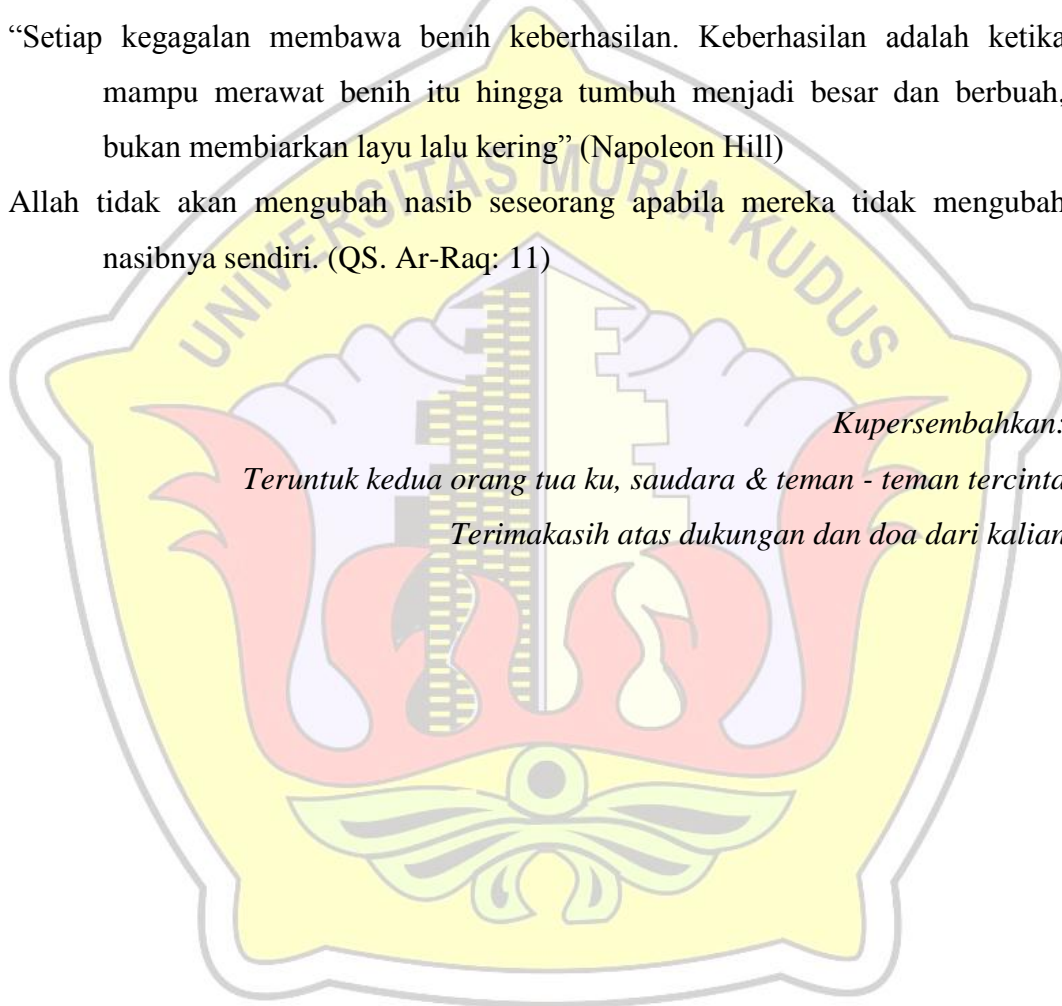 “Setiap kegagalan membawa benih keberhasilan. Keberhasilan adalah ketika
mampu merawat benih itu hingga tumbuh menjadi besar dan berbuah,
bukan membiarkan layu lalu kering” (Napoleon Hill)
Allah tidak akan mengubah nasib seseorang apabila mereka tidak mengubah
nasibnya sendiri. (QS. Ar-Raq: 11)
UNIVERSITAS MURIA KUDUS
Kupersembahkan:
Teruntuk kedua orang tua ku, saudara & teman - teman tercinta
Terimakasih atas dukungan dan doa dari kalian